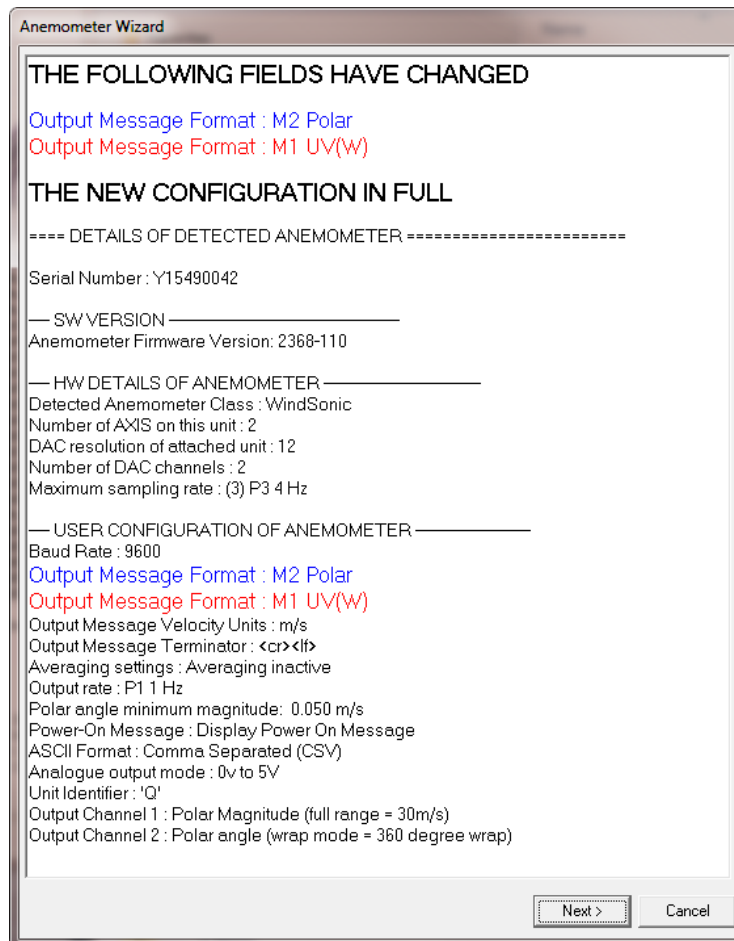 Anemometer Wizard
THE FOLLOWING FIELDS HAVE CHANGED
Output Message Format : M2 Polar
Output Message Format : M1 UV(W)
THE NEW CONFIGURATION IN FULL
==== DETAILS OF DETECTED ANEMOMETER ========================
Serial Number : Y15490042
— SW VERSION ————————————
Anemometer Firmware Version: 2368-110
— HW DETAILS OF ANEMOMETER ————————
Detected Anemometer Class : WindSonic
Number of AXIS on this unit : 2
DAC resolution of attached unit : 12
Number of DAC channels : 2
Maximum sampling rate : (3) P3 4 Hz
— USER CONFIGURATION OF ANEMOMETER ——————
Baud Rate : 9600
Output Message Format : M2 Polar
Output Message Format : M1 UV(W)
Output Message Velocity Units : m/s
Output Message Terminator : <cr><lf>
Averaging settings : Averaging inactive
Output rate : P1 1 Hz
Polar angle minimum magnitude: 0.050 m/s
Power-On Message : Display Power On Message
ASCII Format : Comma Separated (CSV)
Analogue output mode : 0v to 5V
Unit Identifier : 'Q'
Output Channel 1 : Polar Magnitude (full range = 30m/s)
Output Channel 2 : Polar angle (wrap mode = 360 degree wrap)
Next >
Cancel